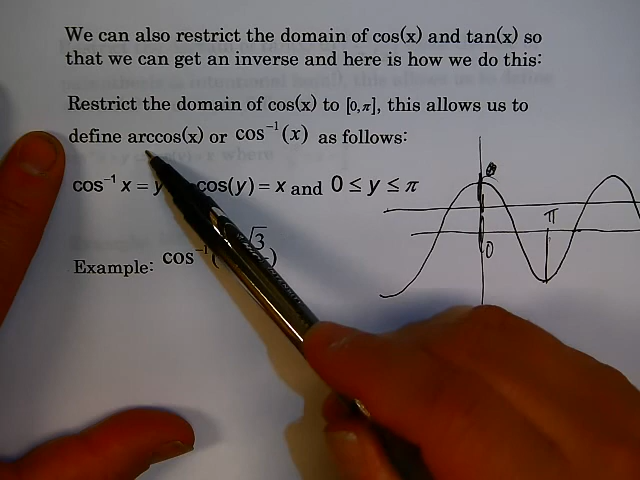 We can also restrict the domain of cos(x) and tan(x) so
that we can get an inverse and here is how we do this:
Restrict the domain of cos(x) to [0,π], this allows us to
define arccos(x) or cos⁻¹(x) as follows:
cos⁻¹ x = y cos(y) = x and 0 ≤ y ≤ π
Example: cos⁻¹( √3 )
π
0